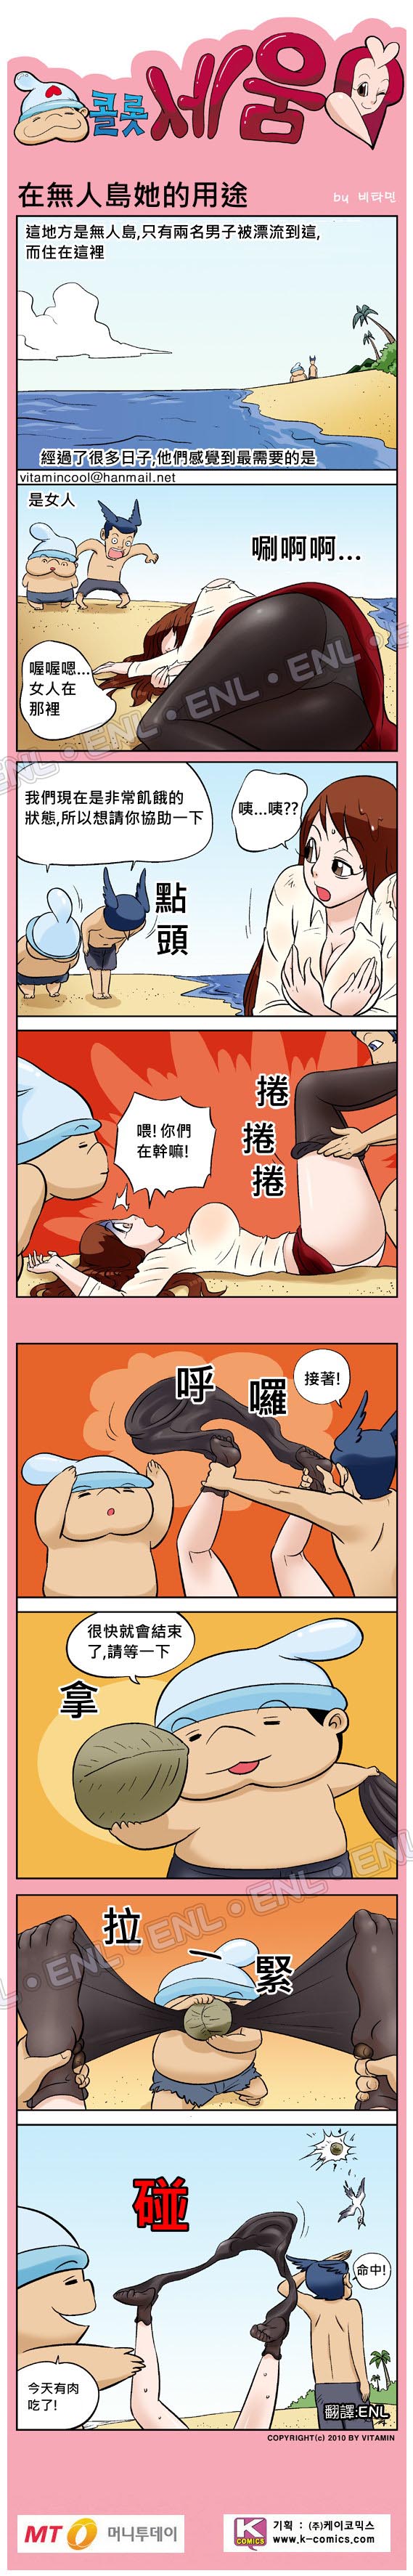 콜롯 세움
在無人島她的用途
by 비타민
這地方是無人島,只有兩名男子被漂流到這,
而住在這裡
經過了很多日子,他們感覺到最需要的是
vitamincool@hanmail.net
是女人
唰啊啊...
喔喔嗯...
女人在
那裡
ENL • ENL • ENL • ENL
我們現在是非常飢餓的
狀態,所以想請你協助一下
咦...咦??
點
頭
喂!你們
在幹嘛!
捲
捲
捲
呼
囉
接著!
很快就會結束
了,請等一下
拿
ENL • ENL • ENL • ENL
拉
一
緊
碰
命中!
今天有肉
吃了!
翻譯:ENL
COPYRIGHT(c) 2010 BY VITAMIN
MT 머니투데이
K COMICS
기획 : (주)케이코믹스
www.k-comics.com